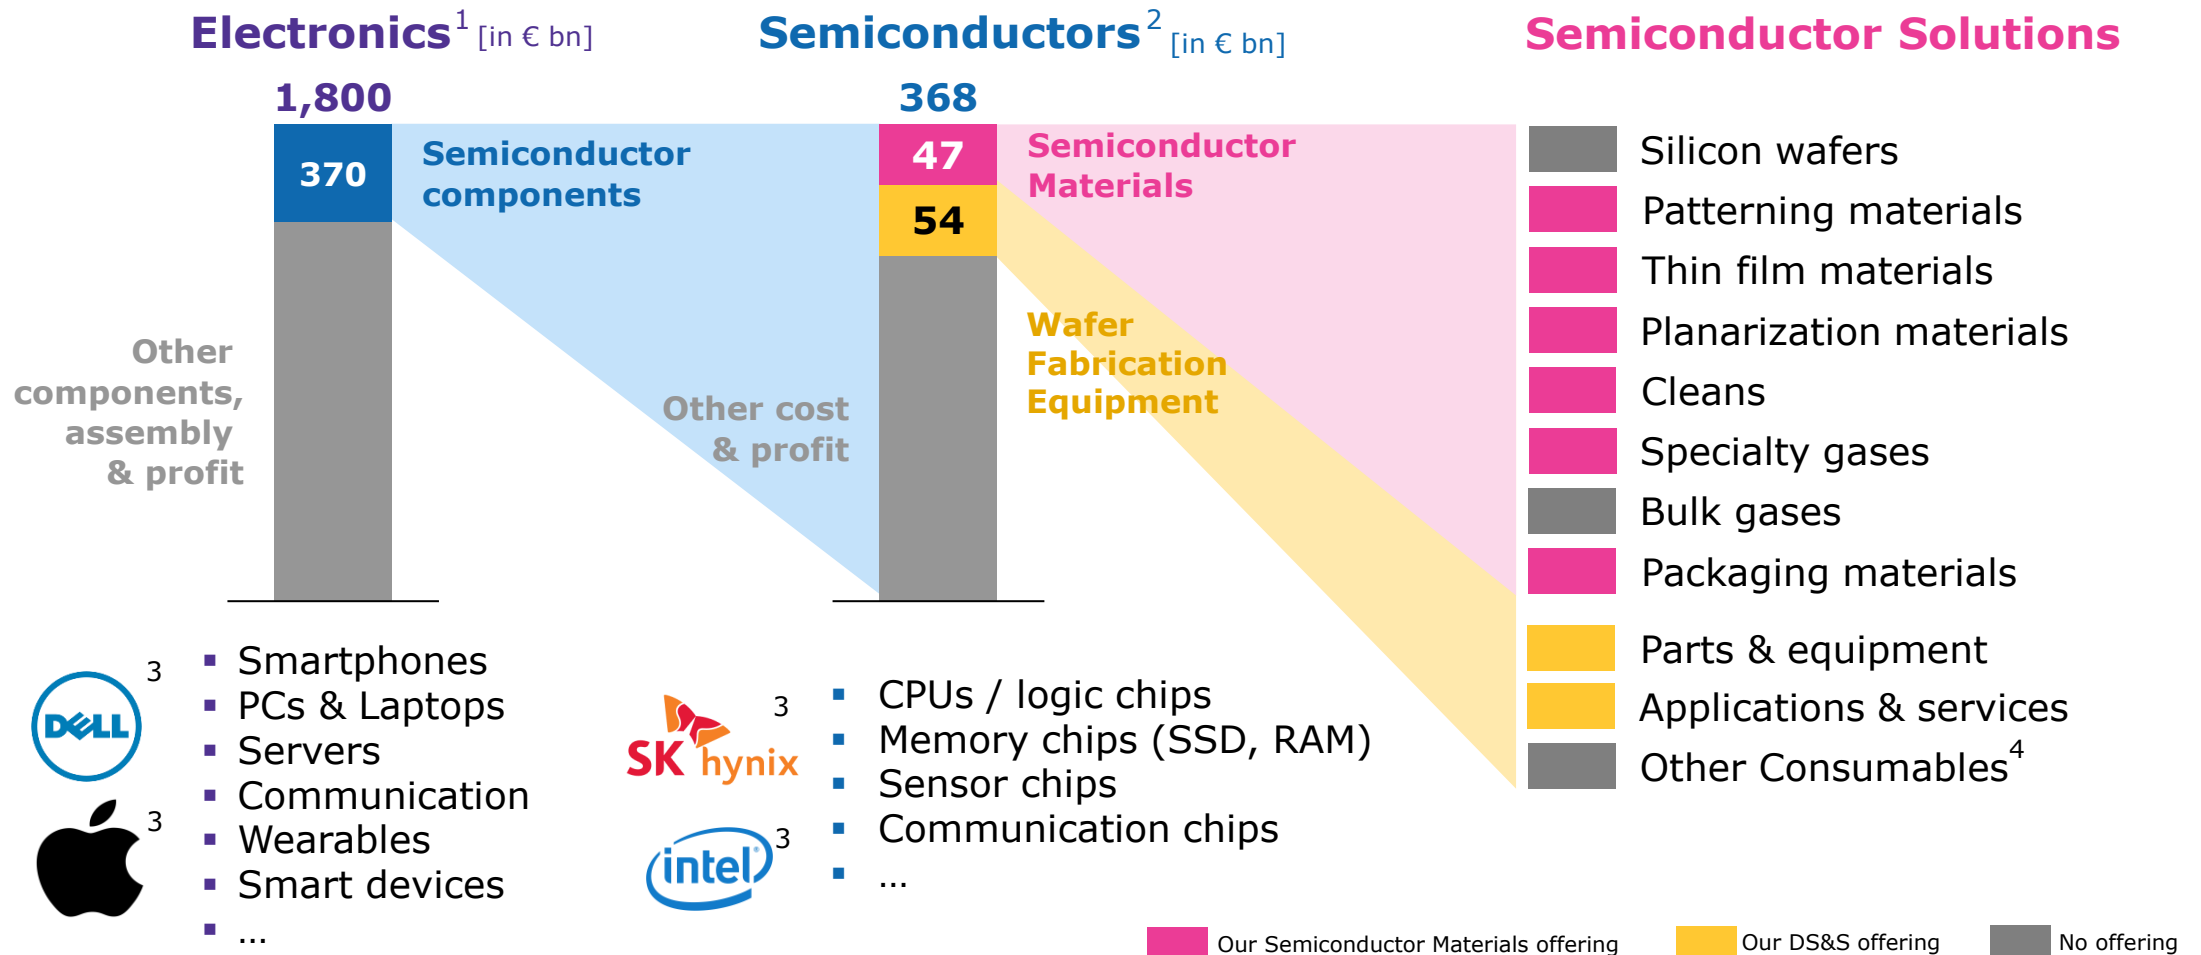 Electronics1 [in € bn]
1,800
370
Semiconductor
components
Other
components,
assembly
& profit
DELL
3
3
▪ Smartphones
▪ PCs & Laptops
▪ Servers
▪ Communication
▪ Wearables
▪ Smart devices
▪ ...
Semiconductors2 [in € bn]
368
47
54
Semiconductor
Materials
Wafer
Fabrication
Equipment
Other cost
& profit
SK hynix
3
intel
3
▪ CPUs / logic chips
▪ Memory chips (SSD, RAM)
▪ Sensor chips
▪ Communication chips
▪ ...
Semiconductor Solutions
Silicon wafers
Patterning materials
Thin film materials
Planarization materials
Cleans
Specialty gases
Bulk gases
Packaging materials
Parts & equipment
Applications & services
Other Consumables4
Our Semiconductor Materials offering
Our DS&S offering
No offering